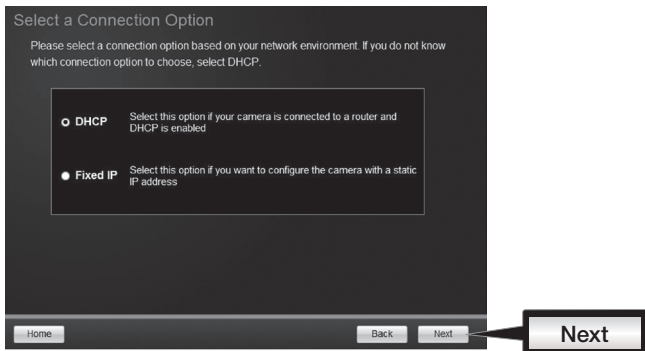 Select a Connection Option
Please select a connection option based on your network environment. If you do not know
which connection option to choose, select DHCP.
DHCP
Select this option if your camera is connected to a router and
DHCP is enabled
Fixed IP
Select this option if you want to configure the camera with a static
IP address
Home
Back
Next
Next